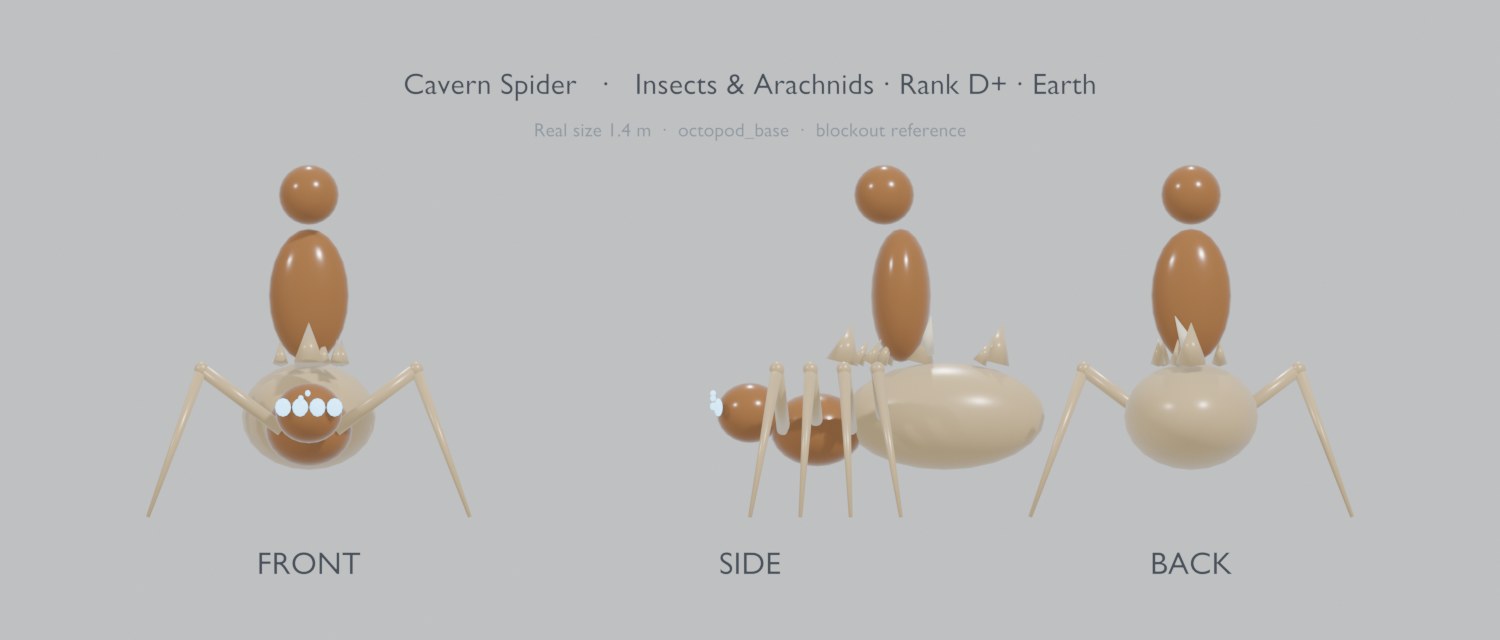 Cavern Spider · Insects & Arachnids · Rank D+ · Earth
Real size 1.4 m · octopod_base · blockout reference
FRONT SIDE BACK